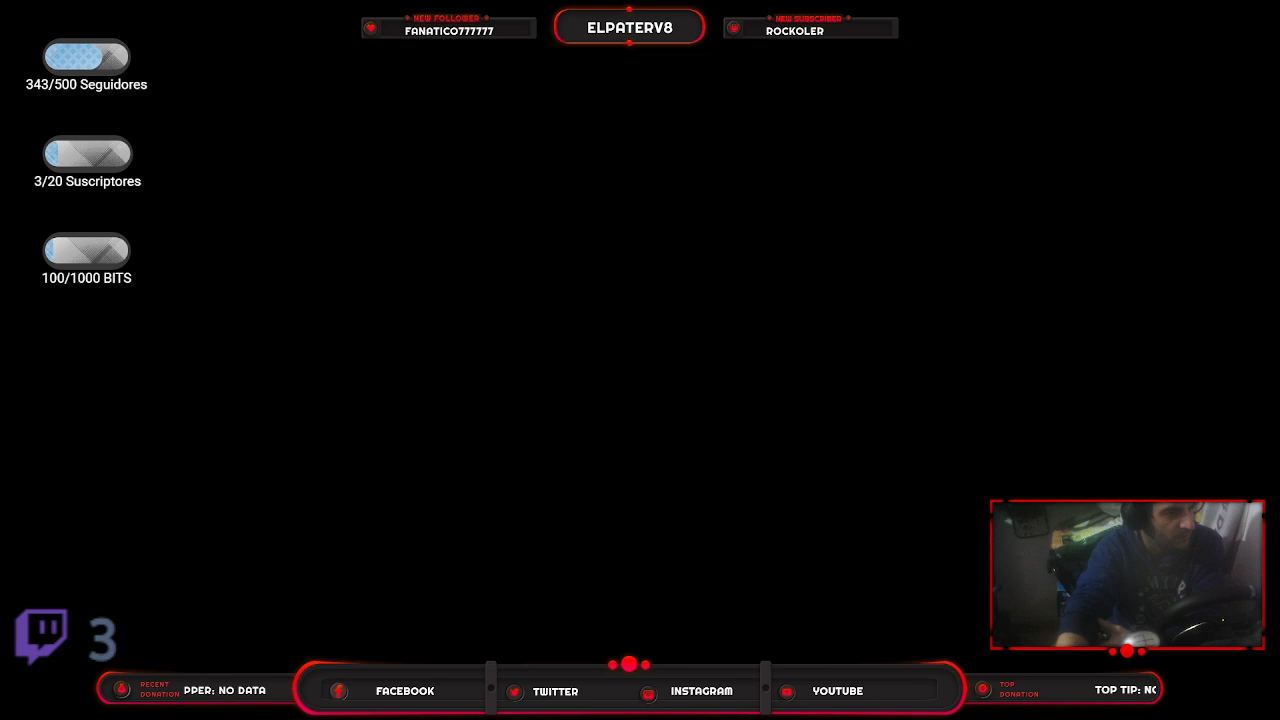 NEW FOLLOWER
FANATICO777777
ELPATERV8
NEW SUBSCRIBER
ROCKOLER
343/500 Seguidores
3/20 Suscriptores
100/1000 BITS
3
RECENT
DONATION
PPER: NO DATA
FACEBOOK
TWITTER
INSTAGRAM
YOUTUBE
TOP
DONATION
TOP TIP: NO